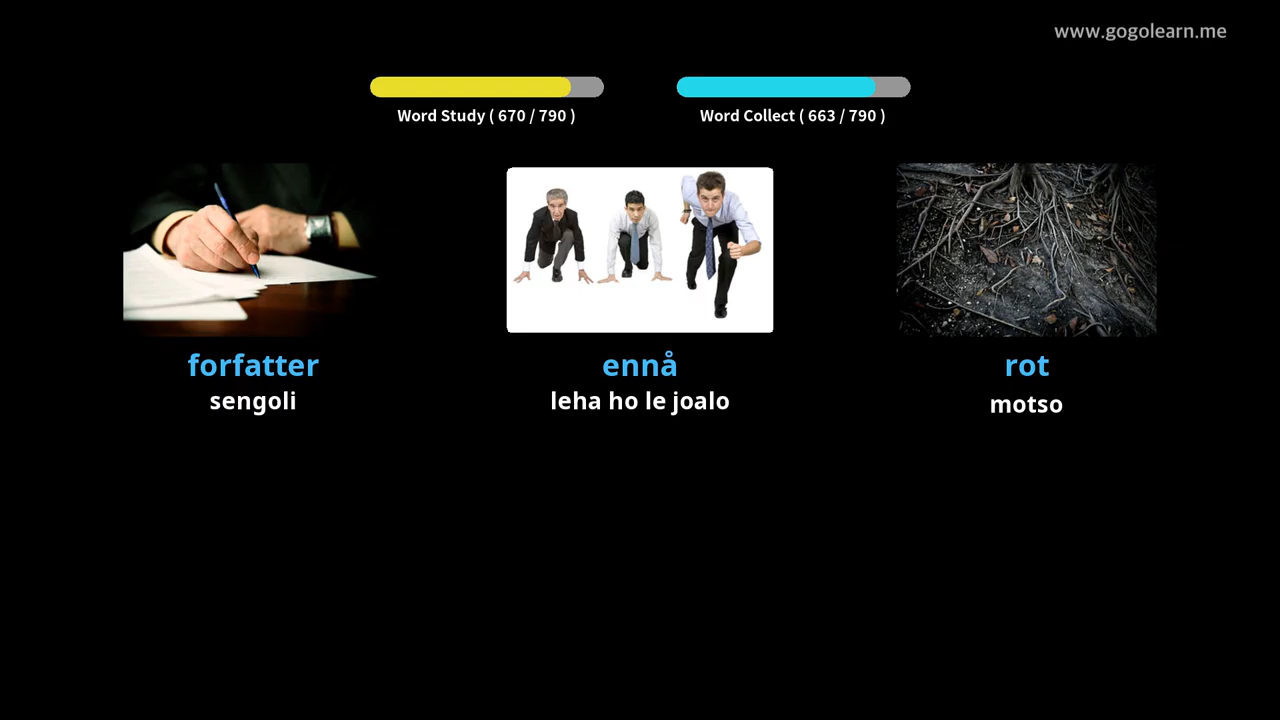 www.gogolearn.me
Word Study ( 670 / 790 )
Word Collect ( 663 / 790 )
forfatter
sengoli
ennå
leha ho le joalo
rot
motso